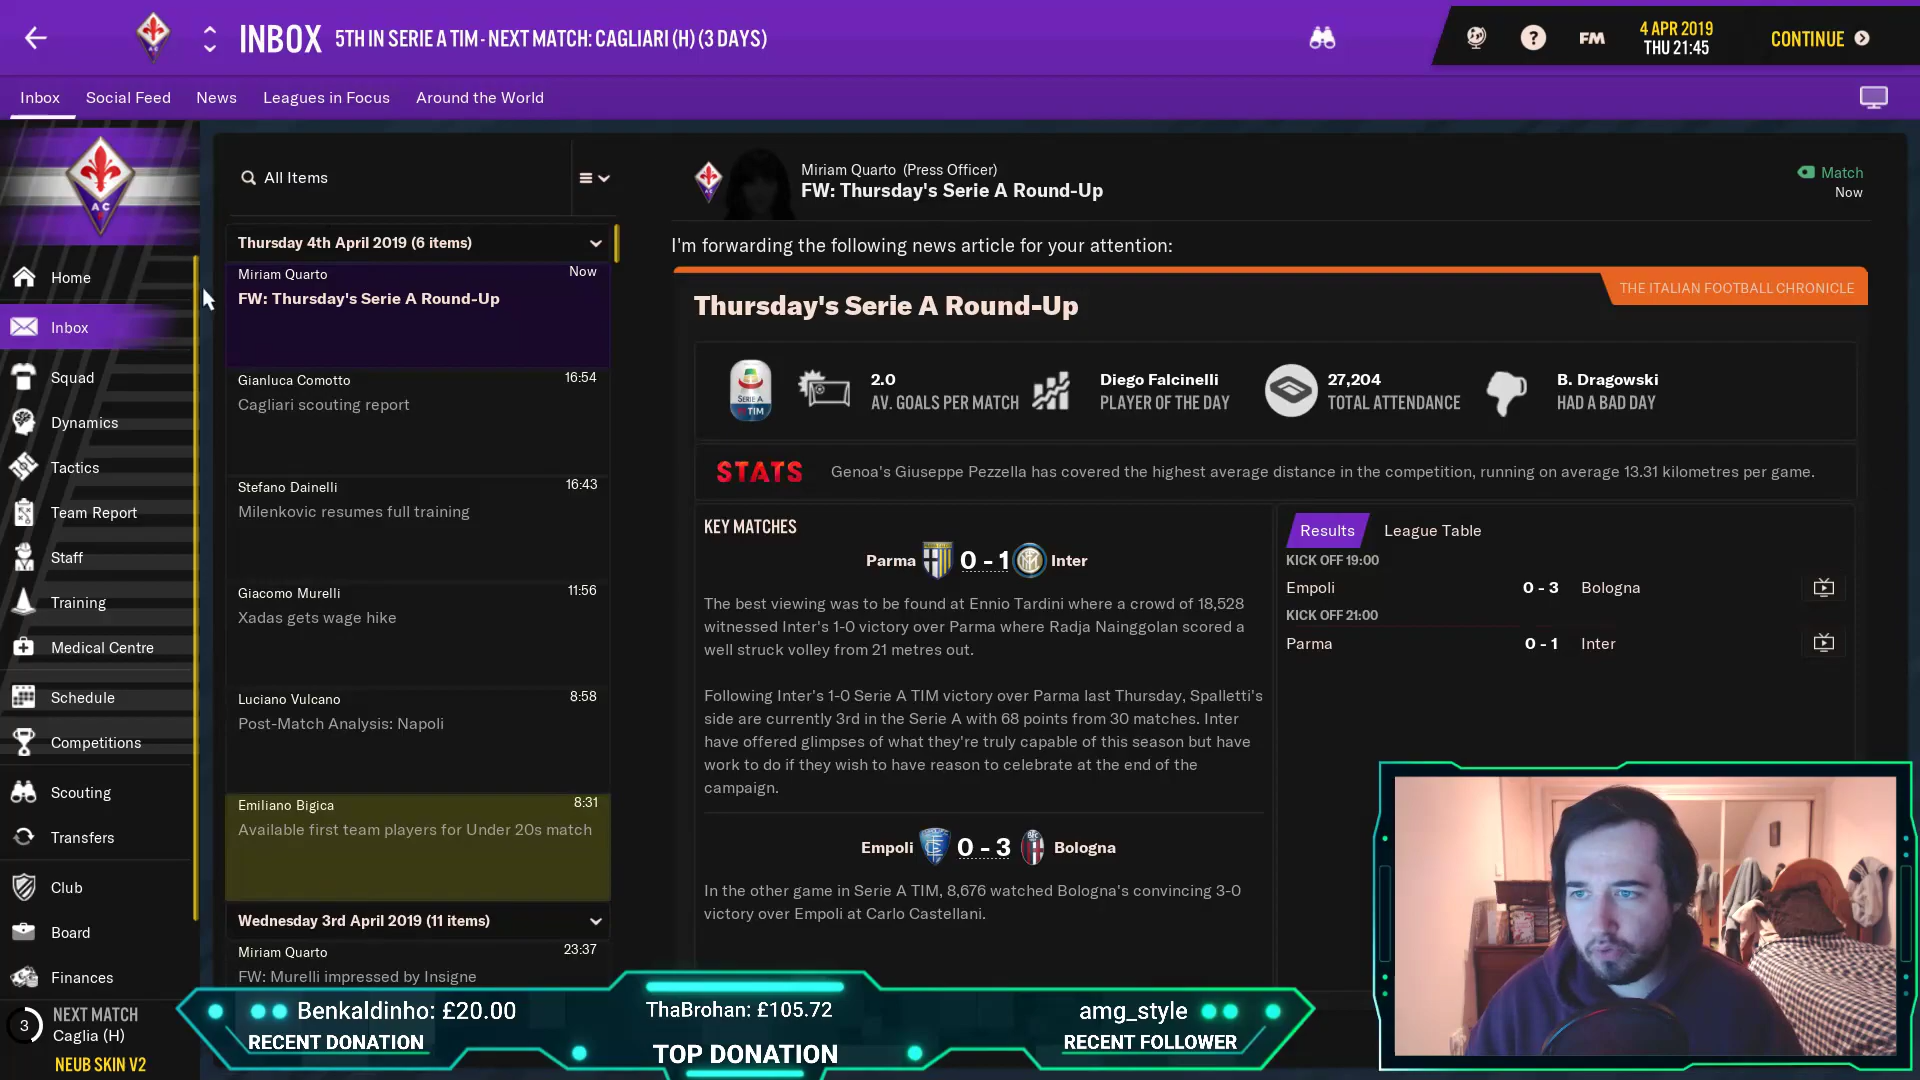 INBOX
5TH IN SERIE A TIM - NEXT MATCH: CAGLIARI (H) (3 DAYS)
FM
4 APR 2019
THU 21:45
CONTINUE
Inbox Social Feed News Leagues in Focus Around the World
Home
Inbox
Squad
Dynamics
Tactics
Team Report
Staff
Training
Medical Centre
Schedule
Competitions
Scouting
Transfers
Club
Board
Finances
3
NEXT MATCH
Caglia (H)
NEUB SKIN V2
All Items
Thursday 4th April 2019 (6 items)
Miriam Quarto Now
FW: Thursday's Serie A Round-Up
Gianluca Comotto 16:54
Cagliari scouting report
Stefano Dainelli 16:43
Milenkovic resumes full training
Giacomo Murelli 11:56
Xadas gets wage hike
Luciano Vulcano 8:58
Post-Match Analysis: Napoli
Emiliano Bigica 8:31
Available first team players for Under 20s match
Wednesday 3rd April 2019 (11 items)
Miriam Quarto 23:37
FW: Murelli impressed by Insigne
Miriam Quarto (Press Officer)
FW: Thursday's Serie A Round-Up
Match
Now
I'm forwarding the following news article for your attention:
THE ITALIAN FOOTBALL CHRONICLE
Thursday's Serie A Round-Up
SERIE A
TIM
2.0
AV. GOALS PER MATCH
Diego Falcinelli
PLAYER OF THE DAY
27,204
TOTAL ATTENDANCE
B. Dragowski
HAD A BAD DAY
STATS
Genoa's Giuseppe Pezzella has covered the highest average distance in the competition, running on average 13.31 kilometres per game.
KEY MATCHES
Parma 0 - 1 Inter
The best viewing was to be found at Ennio Tardini where a crowd of 18,528
witnessed Inter's 1-0 victory over Parma where Radja Nainggolan scored a
well struck volley from 21 metres out.
Following Inter's 1-0 Serie A TIM victory over Parma last Thursday, Spalletti's
side are currently 3rd in the Serie A with 68 points from 30 matches. Inter
have offered glimpses of what they're truly capable of this season but have
work to do if they wish to have reason to celebrate at the end of the
campaign.
Empoli 0 - 3 Bologna
In the other game in Serie A TIM, 8,676 watched Bologna's convincing 3-0
victory over Empoli at Carlo Castellani.
Results League Table
KICK OFF 19:00
Empoli 0 - 3 Bologna
KICK OFF 21:00
Parma 0 - 1 Inter
Benkaldinho: £20.00
RECENT DONATION
ThaBrohan: £105.72
TOP DONATION
amg_style
RECENT FOLLOWER